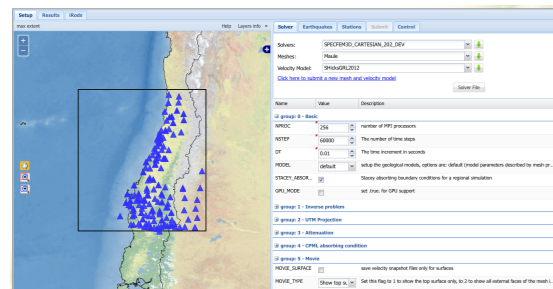 Setup Results iRods
max extent Help Layers info
Solver Earthquakes Stations Submit Control
Solvers: SPECFEM3D_CARTESIAN_202_DEV
Meshes: Maule
Velocity Model: SHicksGRL2012
Click here to submit a new mesh and velocity model
Solver File
Name Value Description
group: 0 - Basic
NPROC 256 number of MPI processors
NSTEP 60000 The number of time steps
DT 0.01 The time increment in seconds
MODEL default setup the geological models, options are: default (model parameters described by mesh pr...
STACEY_ABSOR... Stacey absorbing boundary conditions for a regional simulation
GPU_MODE set .true. for GPU support
group: 1 - Inverse problem
group: 2 - UTM Projection
group: 3 - Attenuation
group: 4 - CPML absorbing condition
group: 5 - Movie
MOVIE_SURFACE save velocity snapshot files only for surfaces
MOVIE_TYPE Show top su. Set this flag to 1 to show the top surface only, to 2 to show all external faces of the mesh